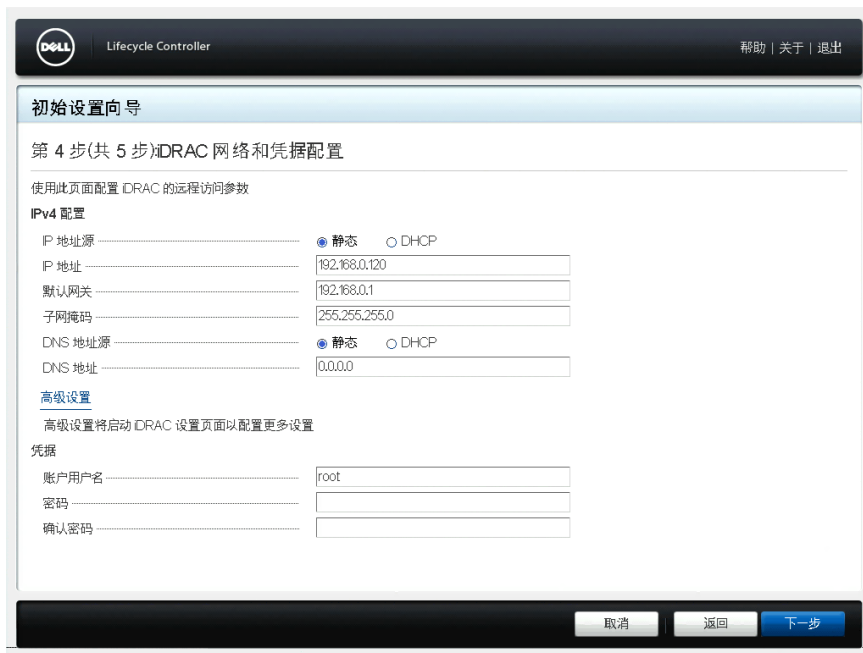 DELL Lifecycle Controller 帮助 | 关于 | 退出
初始设置向导
第 4 步(共 5 步):iDRAC 网络和凭据配置
使用此页面配置 iDRAC 的远程访问参数
IPv4 配置
IP 地址源 静态 DHCP
IP 地址 192.168.0.120
默认网关 192.168.0.1
子网掩码 255.255.255.0
DNS 地址源 静态 DHCP
DNS 地址 0.0.0.0
高级设置
高级设置将启动 iDRAC 设置页面以配置更多设置
凭据
账户用户名 root
密码
确认密码
取消 返回 下一步